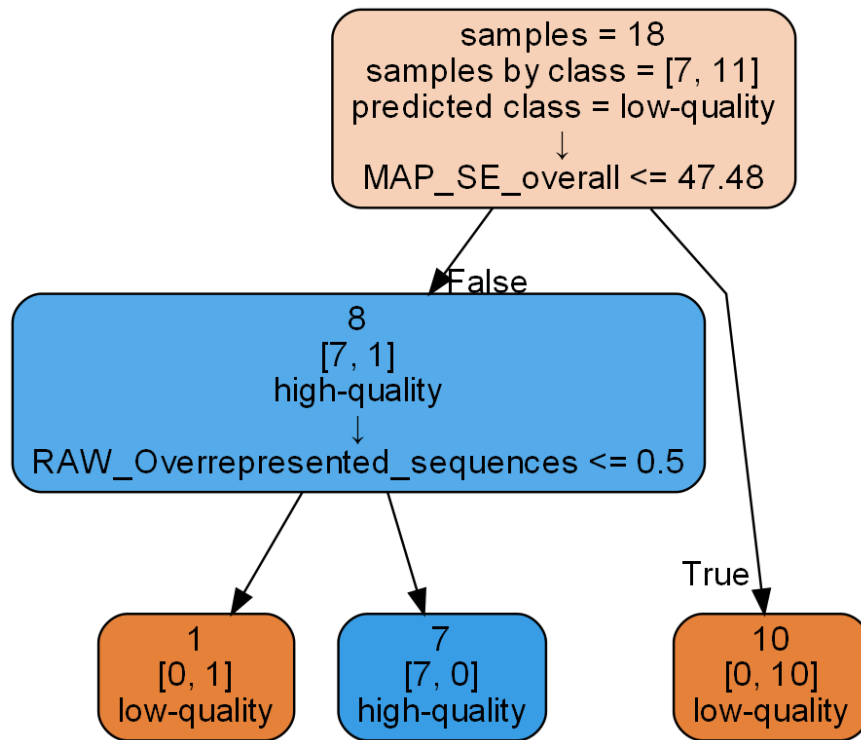 samples = 18
samples by class = [7, 11]
predicted class = low-quality
↓
MAP_SE_overall <= 47.48
False
8
[7, 1]
high-quality
↓
RAW_Overrepresented_sequences <= 0.5
True
1
[0, 1]
low-quality
7
[7, 0]
high-quality
10
[0, 10]
low-quality